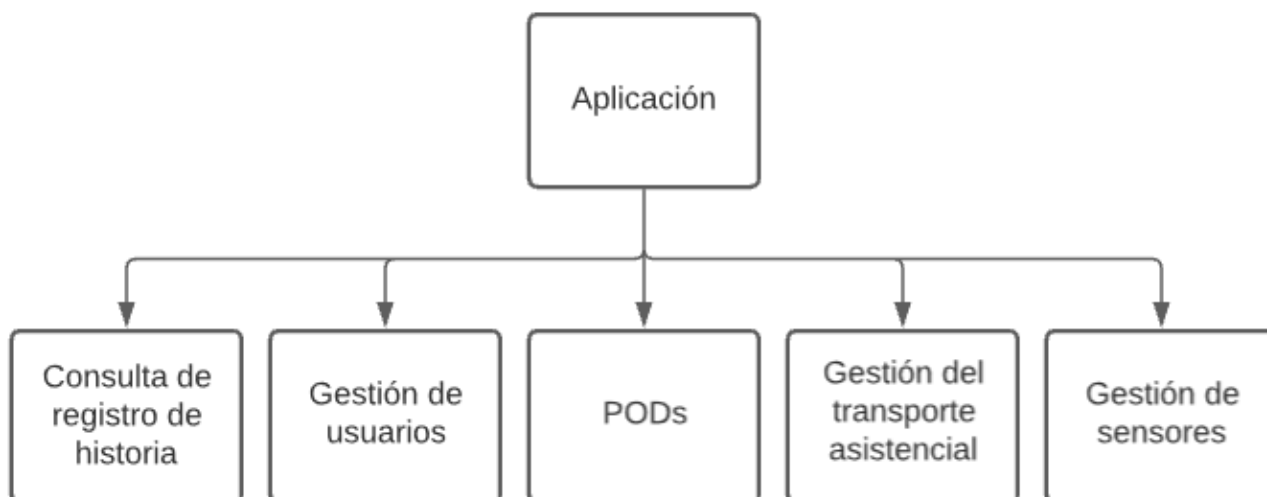 Aplicación
Consulta de
registro de
historia
Gestión de
usuarios
PODs
Gestión del
transporte
asistencial
Gestión de
sensores